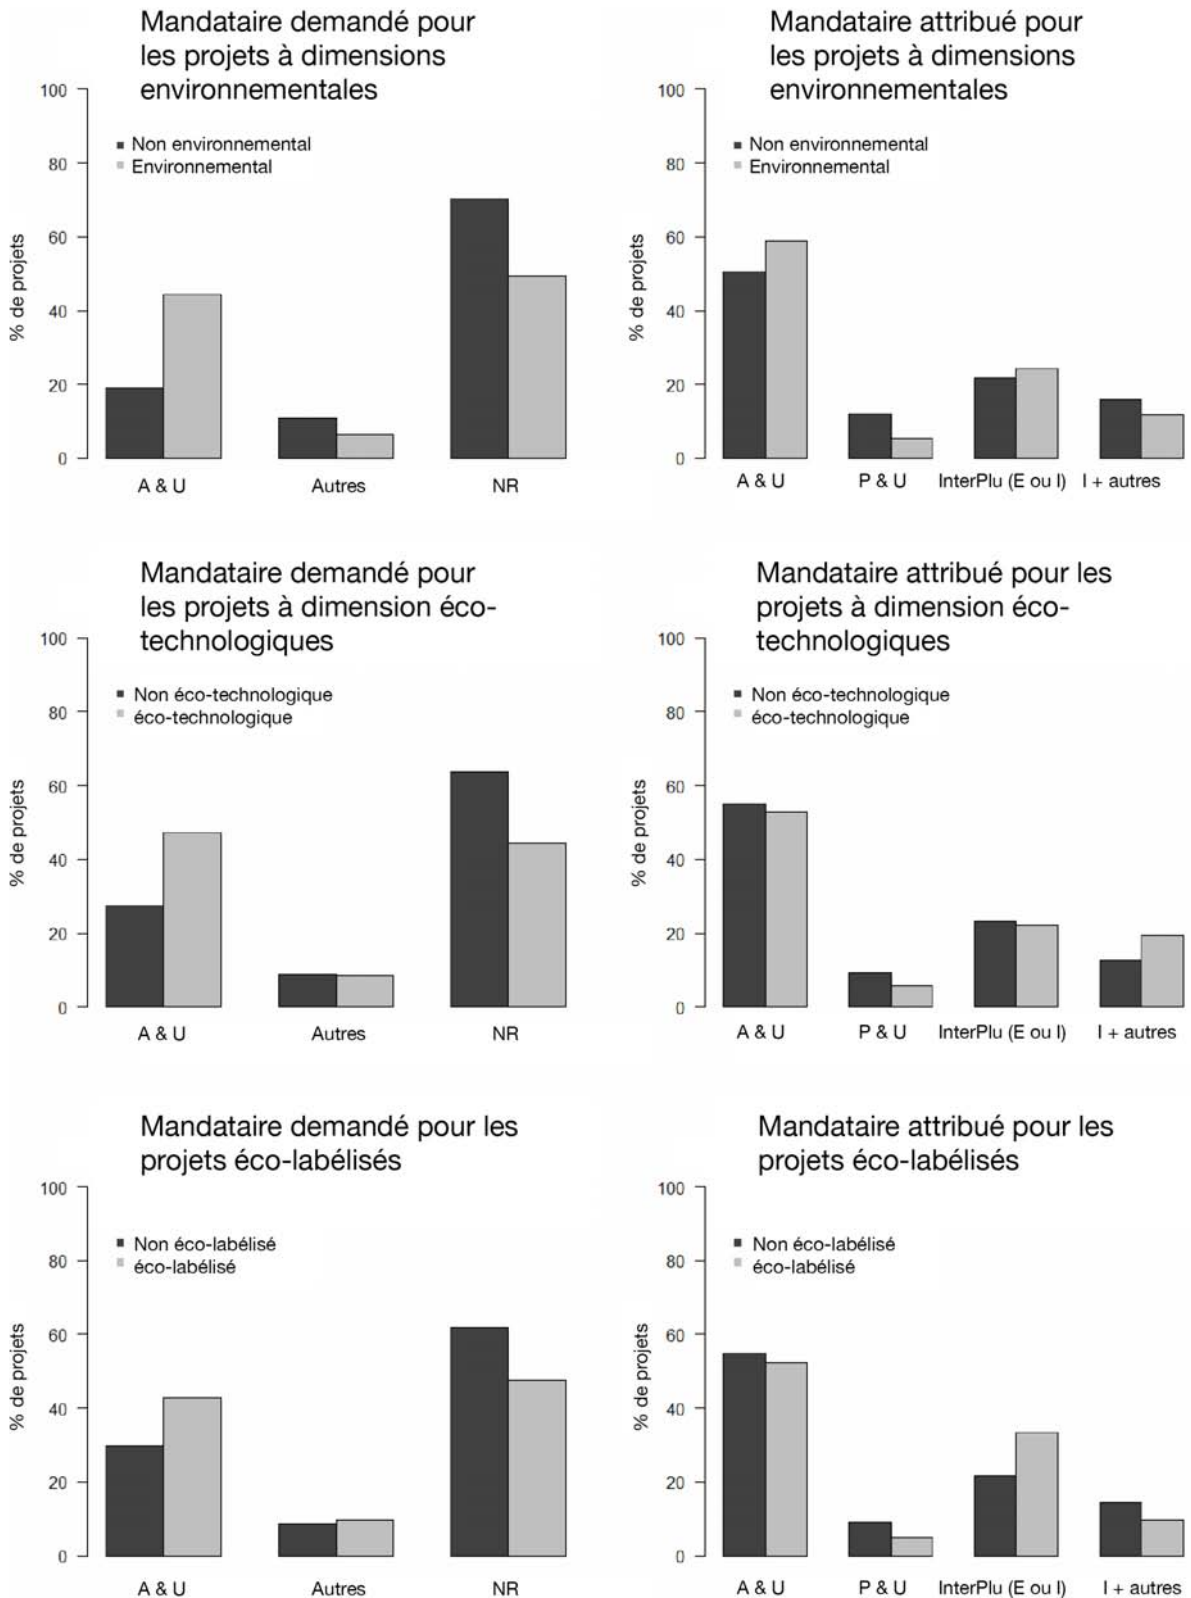 Mandataire demandé pour
les projets à dimensions
environnementales
100
80
60
40
20
0
% de projets
Non environnemental
Environnemental
A & U
Autres
NR
Mandataire attribué pour
les projets à dimensions
environnementales
100
80
60
40
20
0
% de projets
Non environnemental
Environnemental
A & U
P & U
InterPlu (E ou I)
I + autres
Mandataire demandé pour
les projets à dimension éco-
technologiques
100
80
60
40
20
0
% de projets
Non éco-technologique
éco-technologique
A & U
Autres
NR
Mandataire attribué pour les
projets à dimension éco-
technologiques
100
80
60
40
20
0
% de projets
Non éco-technologique
éco-technologique
A & U
P & U
InterPlu (E ou I)
I + autres
Mandataire demandé pour les
projets éco-labélisés
100
80
60
40
20
0
% de projets
Non éco-labélisé
éco-labélisé
A & U
Autres
NR
Mandataire attribué pour les
projets éco-labélisés
100
80
60
40
20
0
% de projets
Non éco-labélisé
éco-labélisé
A & U
P & U
InterPlu (E ou I)
I + autres